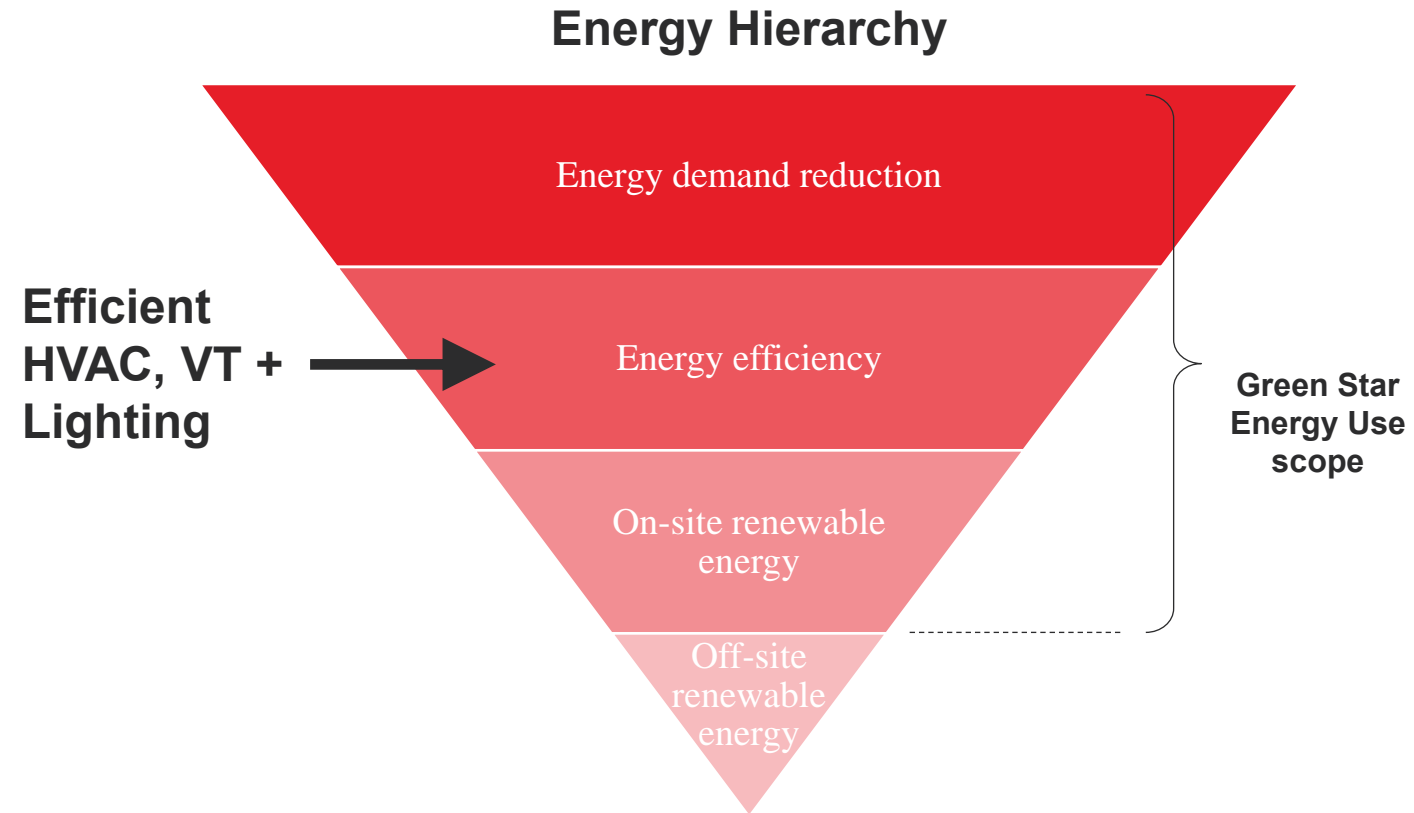 Energy Hierarchy
Energy demand reduction
Efficient
HVAC, VT +
Lighting
Energy efficiency
Green Star
Energy Use
scope
On-site renewable
energy
Off-site
renewable
energy